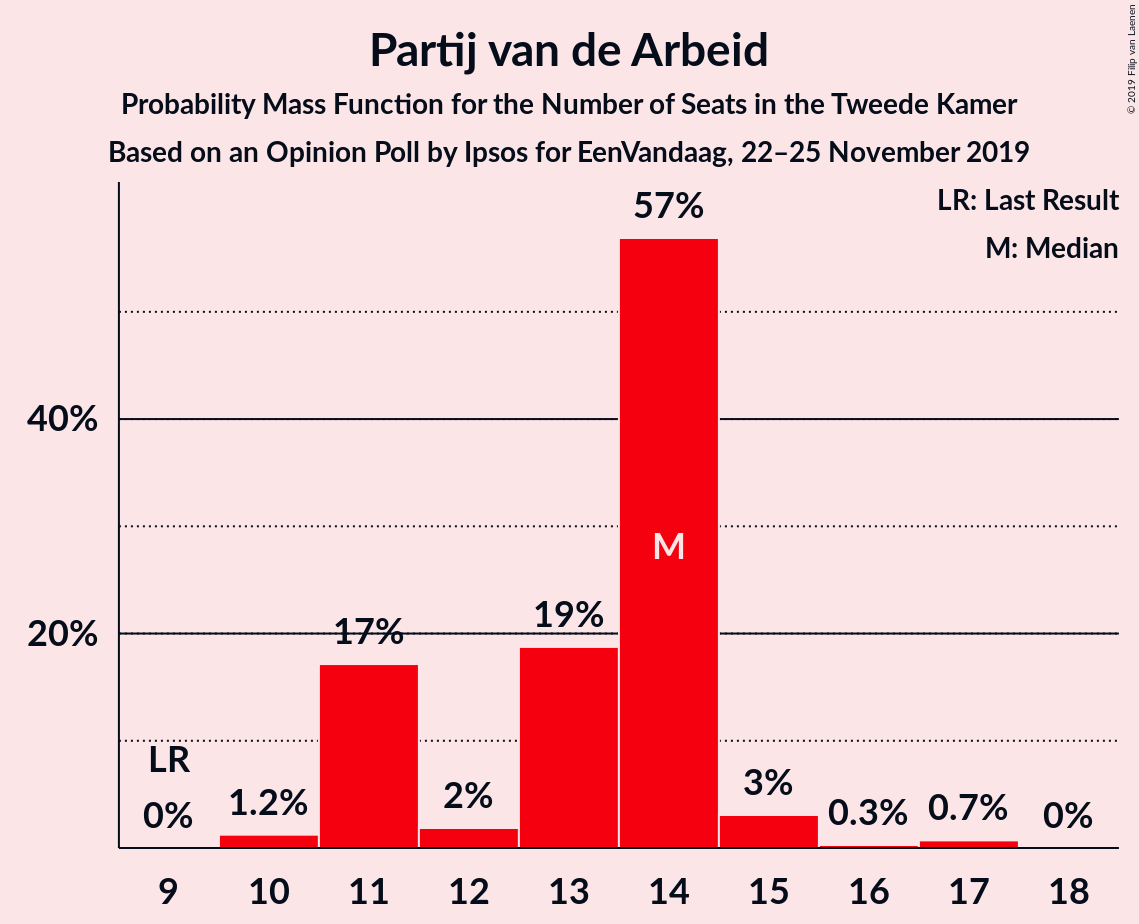 Partij van de Arbeid
Probability Mass Function for the Number of Seats in the Tweede Kamer
Based on an Opinion Poll by Ipsos for EenVandaag, 22–25 November 2019
© 2019 Filip van Laenen
LR: Last Result
M: Median
57%
40%
M
20%
19%
17%
LR
0%
1.2%
2%
3%
0.3%
0.7%
0%
9 10 11 12 13 14 15 16 17 18